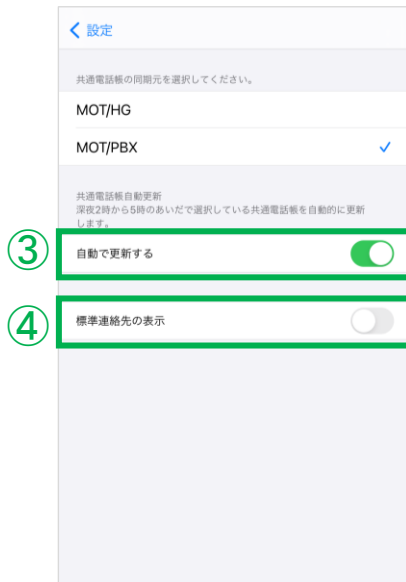 設定
共通電話帳の同期元を選択してください。
MOT/HG
MOT/PBX
共通電話帳自動更新
深夜2時から5時のあいだで選択している共通電話帳を自動的に更新
します。
③
自動で更新する
④
標準連絡先の表示